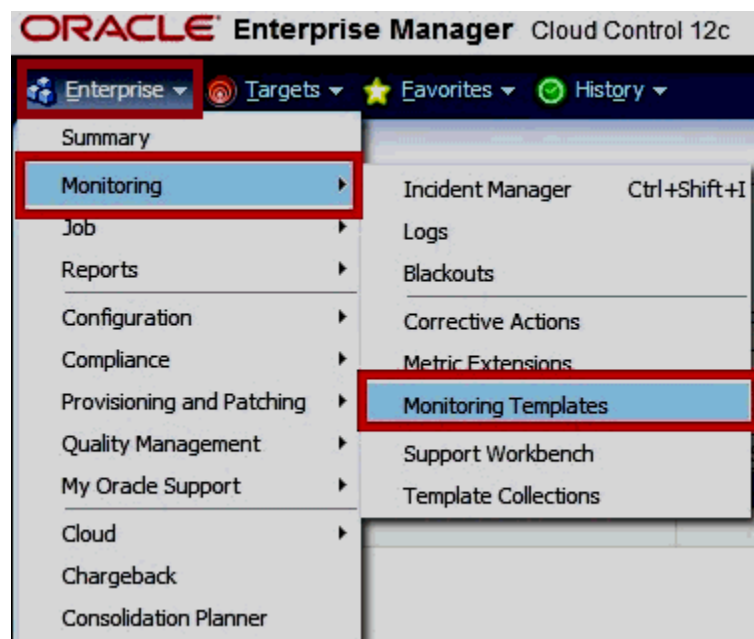 ORACLE Enterprise Manager Cloud Control 12c
Enterprise Targets Favorites History
Summary
Monitoring
Job
Reports
Configuration
Compliance
Provisioning and Patching
Quality Management
My Oracle Support
Cloud
Chargeback
Consolidation Planner
Incident Manager Ctrl+Shift+I
Logs
Blackouts
Corrective Actions
Metric Extensions
Monitoring Templates
Support Workbench
Template Collections